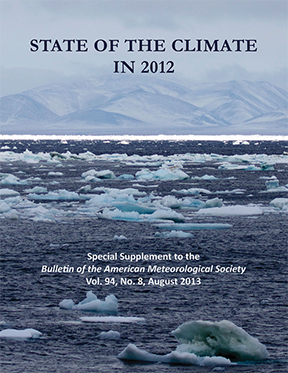 STATE OF THE CLIMATE
IN 2012
Special Supplement to the
Bulletin of the American Meteorological Society
Vol. 94, No. 8, August 2013